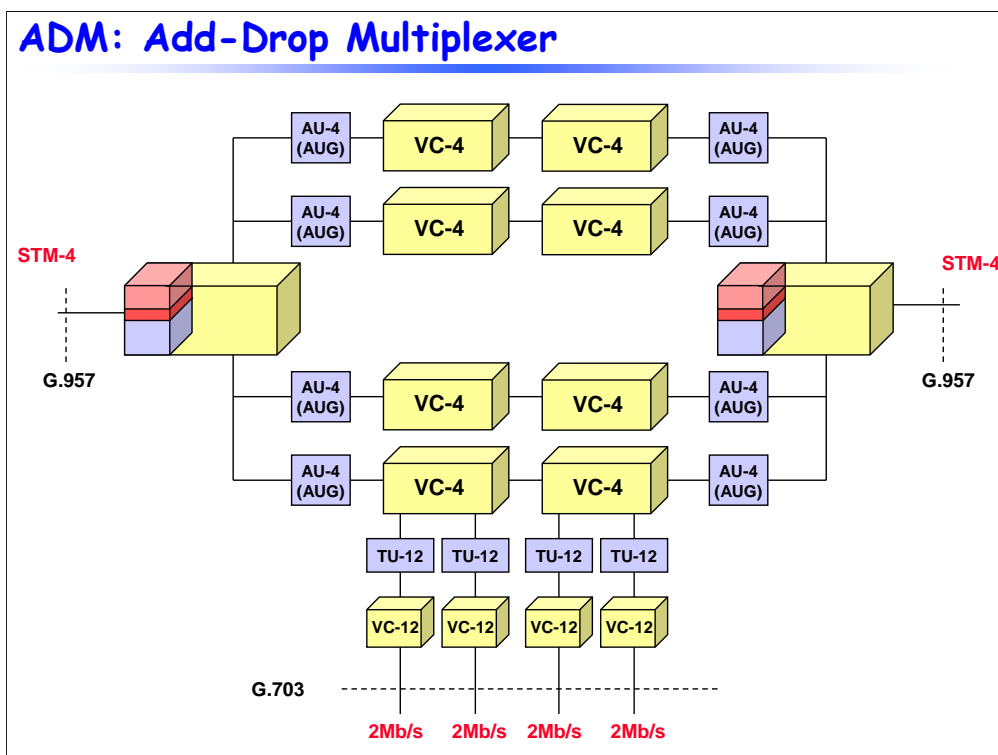 ADM: Add-Drop Multiplexer
AU-4
(AUG)
VC-4
VC-4
AU-4
(AUG)
AU-4
(AUG)
VC-4
VC-4
AU-4
(AUG)
STM-4
STM-4
G.957
G.957
AU-4
(AUG)
VC-4
VC-4
AU-4
(AUG)
AU-4
(AUG)
VC-4
VC-4
AU-4
(AUG)
TU-12
TU-12
TU-12
TU-12
VC-12
VC-12
VC-12
VC-12
G.703
2Mb/s
2Mb/s
2Mb/s
2Mb/s